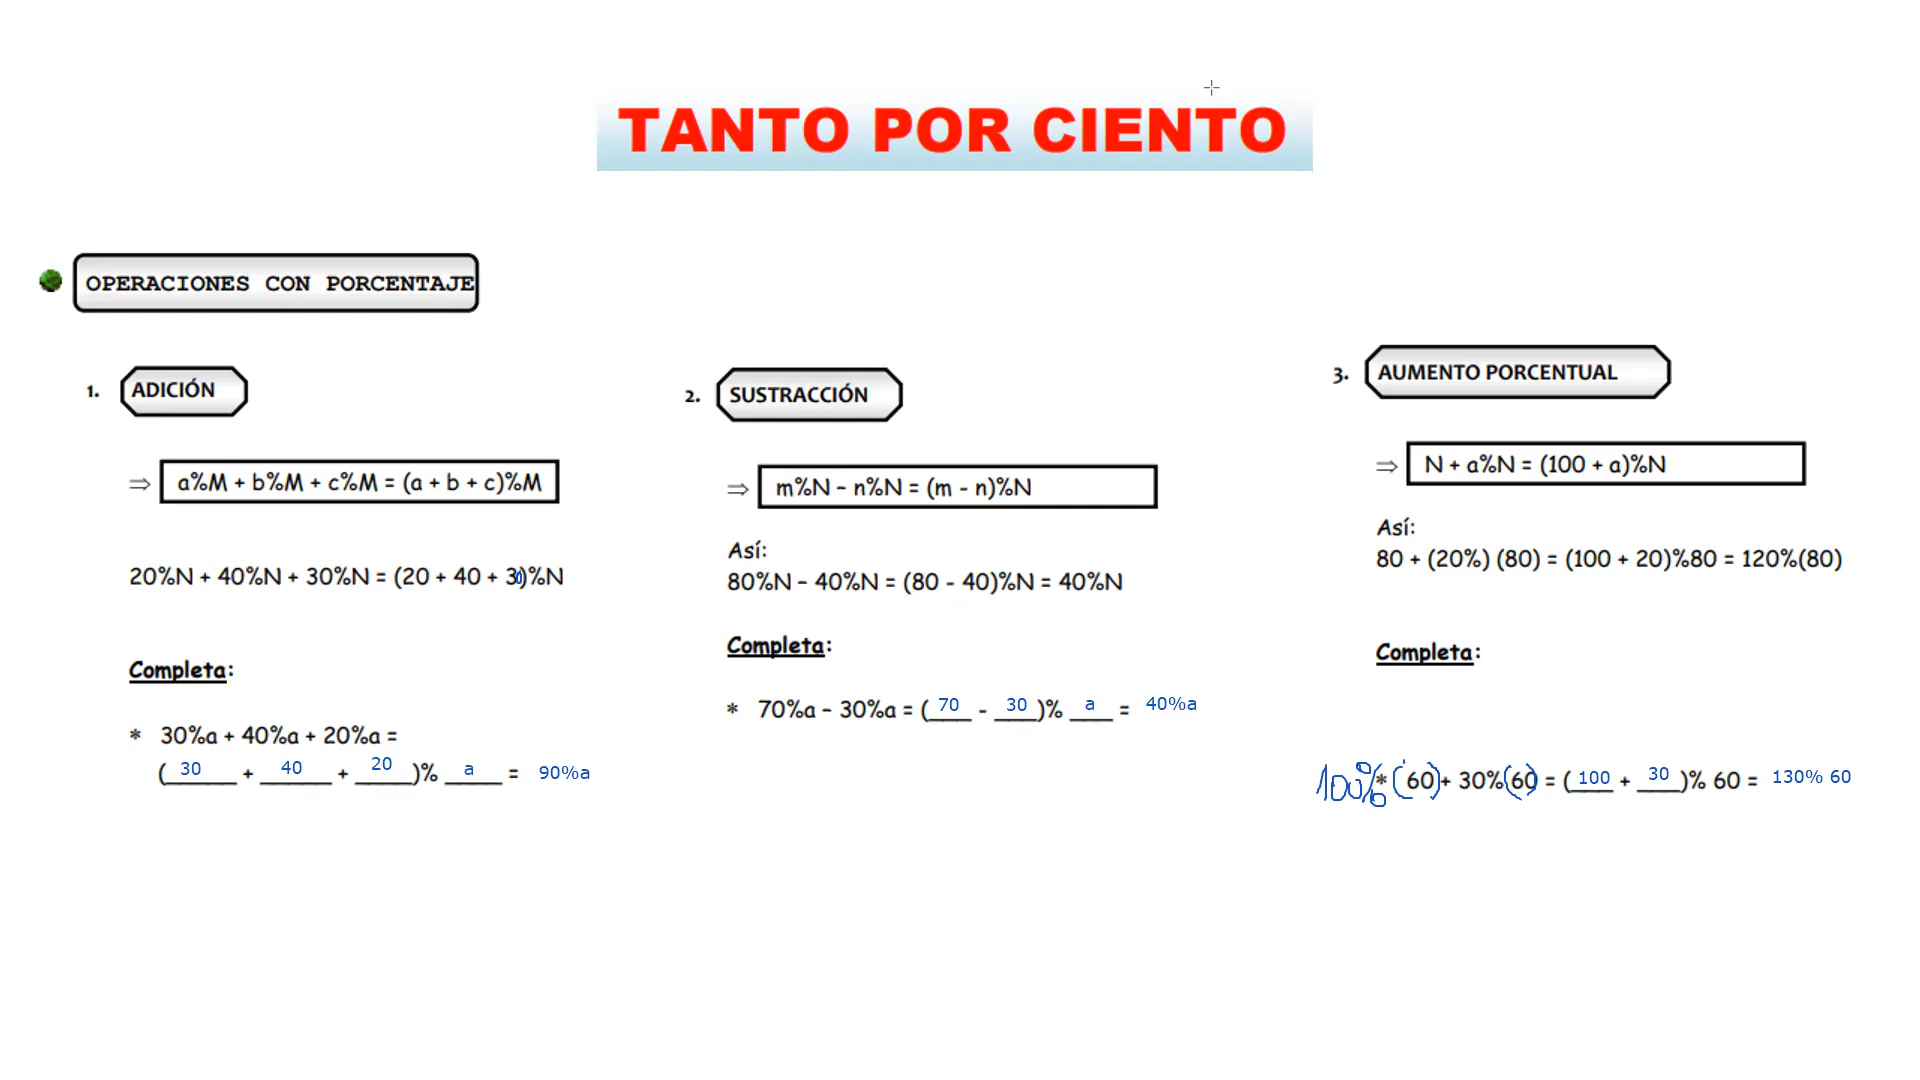 TANTO POR CIENTO
OPERACIONES CON PORCENTAJE
1. ADICIÓN
⇒ a%M + b%M + c%M = (a + b + c)%M
20%N + 40%N + 30%N = (20 + 40 + 30)%N
Completa:
* 30%a + 40%a + 20%a =
(30 + 40 + 20)% a = 90%a
2. SUSTRACCIÓN
⇒ m%N – n%N = (m - n)%N
Así:
80%N – 40%N = (80 - 40)%N = 40%N
Completa:
* 70%a – 30%a = (70 - 30)% a = 40%a
3. AUMENTO PORCENTUAL
⇒ N + a%N = (100 + a)%N
Así:
80 + (20%) (80) = (100 + 20)%80 = 120%(80)
Completa:
100% * (60) + 30% (60) = (100 + 30)% 60 = 130% 60